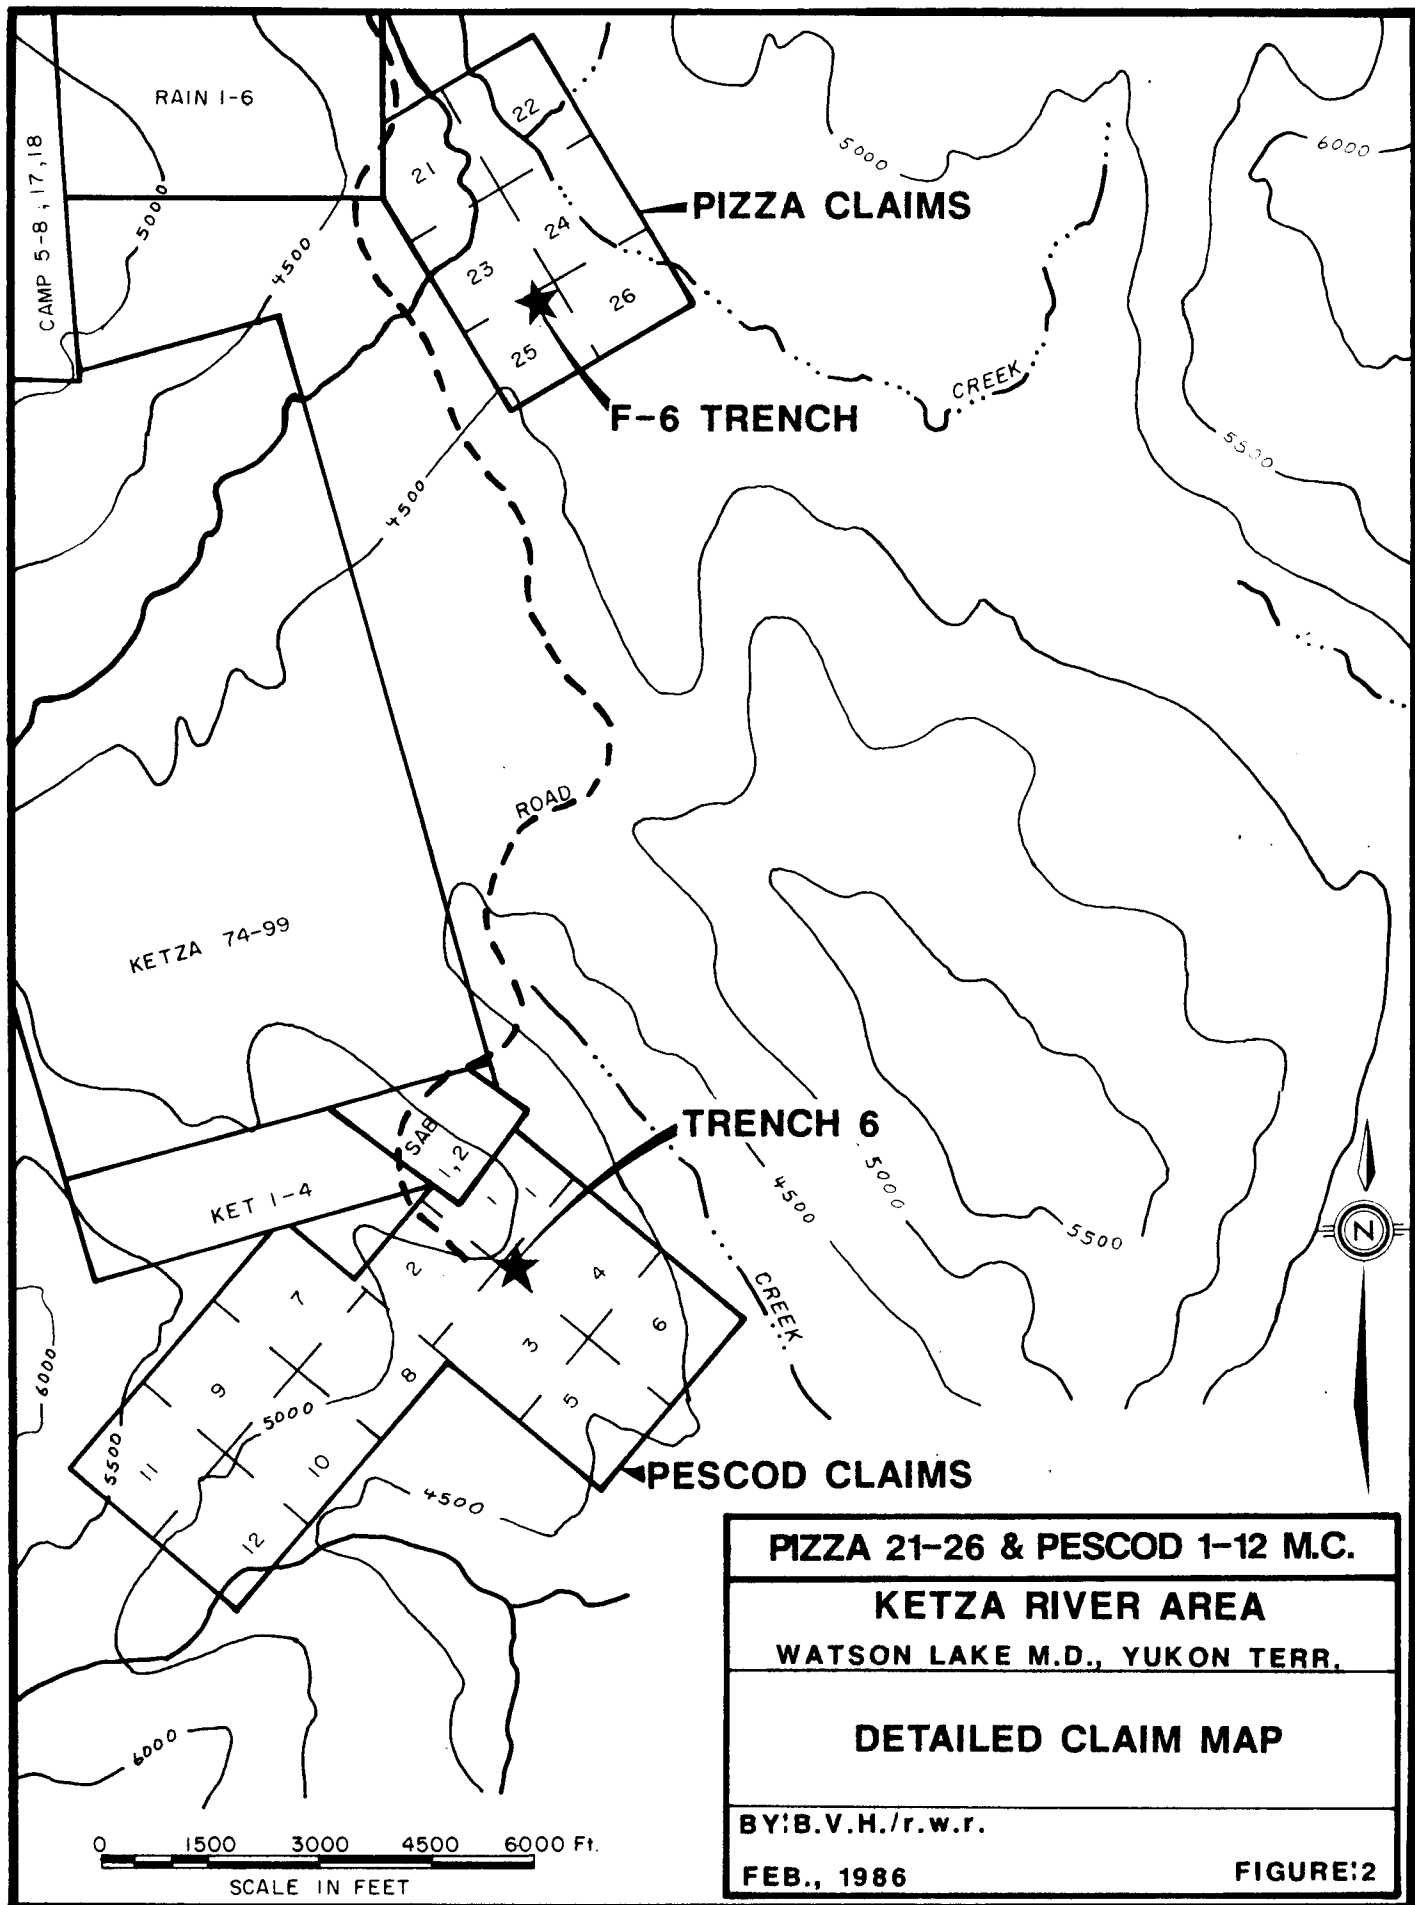 RAIN 1-6
CAMP 5-8, 17, 18
5000
4500
22
21
24
23
26
25
PIZZA CLAIMS
F-6 TRENCH
5000
6000
CREEK
5500
4500
ROAD
KETZA 74-99
SAB
1, 2
KET 1-4
TRENCH 6
1
2
4
3
6
5
7
8
9
10
11
12
5000
5500
6000
4500
4500
5000
5500
CREEK
PESCOD CLAIMS
N
6000
0 1500 3000 4500 6000 Ft.
SCALE IN FEET
PIZZA 21-26 & PESCOD 1-12 M.C.
KETZA RIVER AREA
WATSON LAKE M.D., YUKON TERR.
DETAILED CLAIM MAP
BY:B.V.H./r.w.r.
FEB., 1986
FIGURE:2